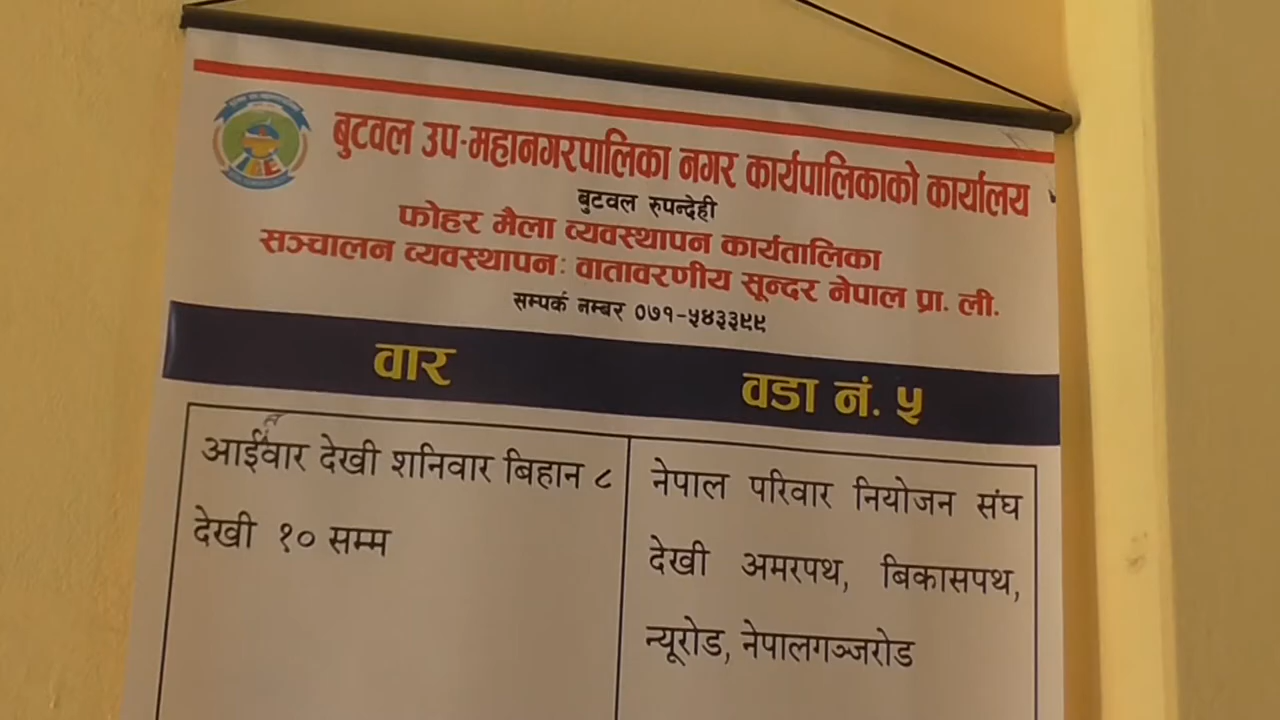 बुटवल उप-महानगरपालिका नगर कार्यपालिकाको कार्यालय
बुटवल रुपन्देही
फोहर मैला व्यवस्थापन कार्यतालिका
सञ्चालन व्यवस्थापनः वातावरणीय सून्दर नेपाल प्रा. ली.
सम्पर्क नम्बर ०७१-५४३३९९
वार
वडा नं. ५
आईवार देखी शनिवार बिहान ८
देखी १० सम्म
नेपाल परिवार नियोजन संघ
देखी अमरपथ, बिकासपथ,
न्यूरोड, नेपालगञ्जरोड